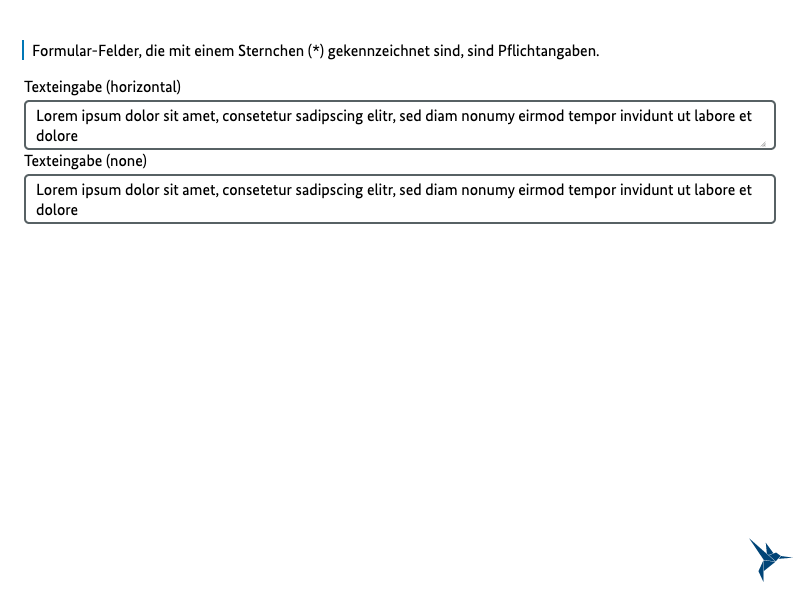 Formular-Felder, die mit einem Sternchen (*) gekennzeichnet sind, sind Pflichtangaben.
Texteingabe (horizontal)
Lorem ipsum dolor sit amet, consetetur sadipscing elitr, sed diam nonumy eirmod tempor invidunt ut labore et
dolore
Texteingabe (none)
Lorem ipsum dolor sit amet, consetetur sadipscing elitr, sed diam nonumy eirmod tempor invidunt ut labore et
dolore